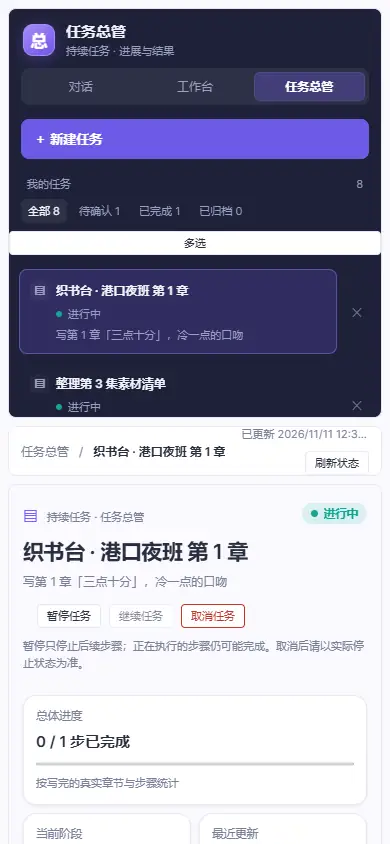 总
任务总管
持续任务 · 进展与结果
对话
工作台
任务总管
+ 新建任务
我的任务
8
全部 8
待确认 1
已完成 1
已归档 0
多选
织书台 · 港口夜班 第 1 章
进行中
写第 1 章「三点十分」，冷一点的口吻
×
整理第 3 集素材清单
进行中
×
已更新 2026/11/11 12:3...
任务总管 / 织书台 · 港口夜班 第 1 章
刷新状态
持续任务 · 任务总管
进行中
织书台 · 港口夜班 第 1 章
写第 1 章「三点十分」，冷一点的口吻
暂停任务
继续任务
取消任务
暂停只停止后续步骤；正在执行的步骤仍可能完成。取消后请以实际停
止状态为准。
总体进度
0 / 1 步已完成
按写完的真实章节与步骤统计
当前阶段
最近更新